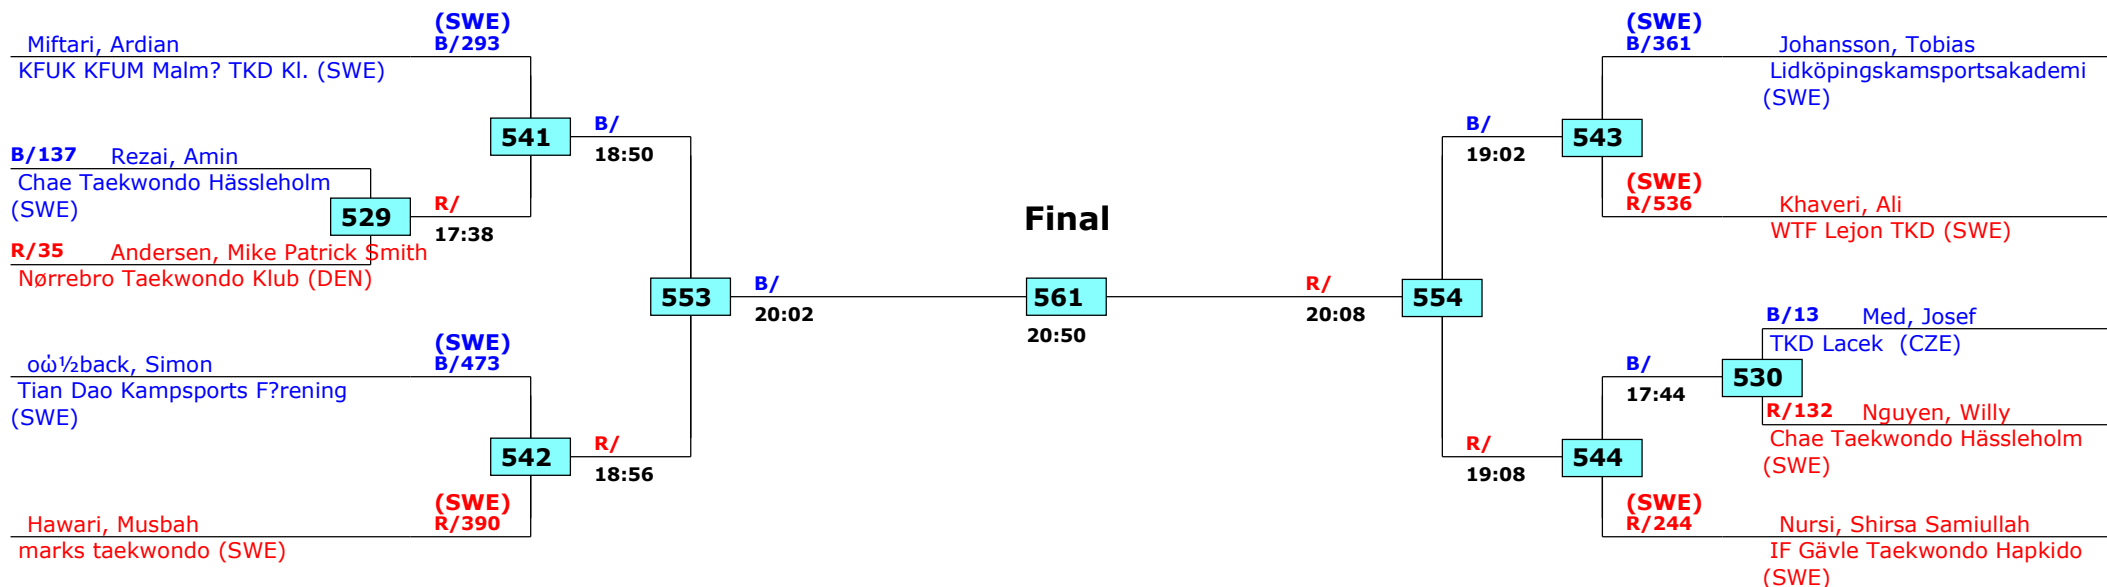 (SWE)
Miftari, Ardian B/293
KFUK KFUM Malm? TKD Kl. (SWE)
541
B/
18:50
B/137 Rezai, Amin
Chae Taekwondo Hässleholm
(SWE)
529
R/
17:38
R/35 Andersen, Mike Patrick Smith
Nørrebro Taekwondo Klub (DEN)
553
B/
20:02
(SWE)
oώ½back, Simon B/473
Tian Dao Kampsports F?rening
(SWE)
542
R/
18:56
(SWE)
Hawari, Musbah R/390
marks taekwondo (SWE)
Final
561
20:50
(SWE)
B/361 Johansson, Tobias
Lidköpingskamsportsakademi
(SWE)
B/
19:02
543
(SWE)
R/536 Khaveri, Ali
WTF Lejon TKD (SWE)
R/
20:08
554
B/13 Med, Josef
TKD Lacek (CZE)
B/
17:44
530
R/132 Nguyen, Willy
Chae Taekwondo Hässleholm
(SWE)
R/
19:08
544
(SWE)
R/244 Nursi, Shirsa Samiullah
IF Gävle Taekwondo Hapkido
(SWE)